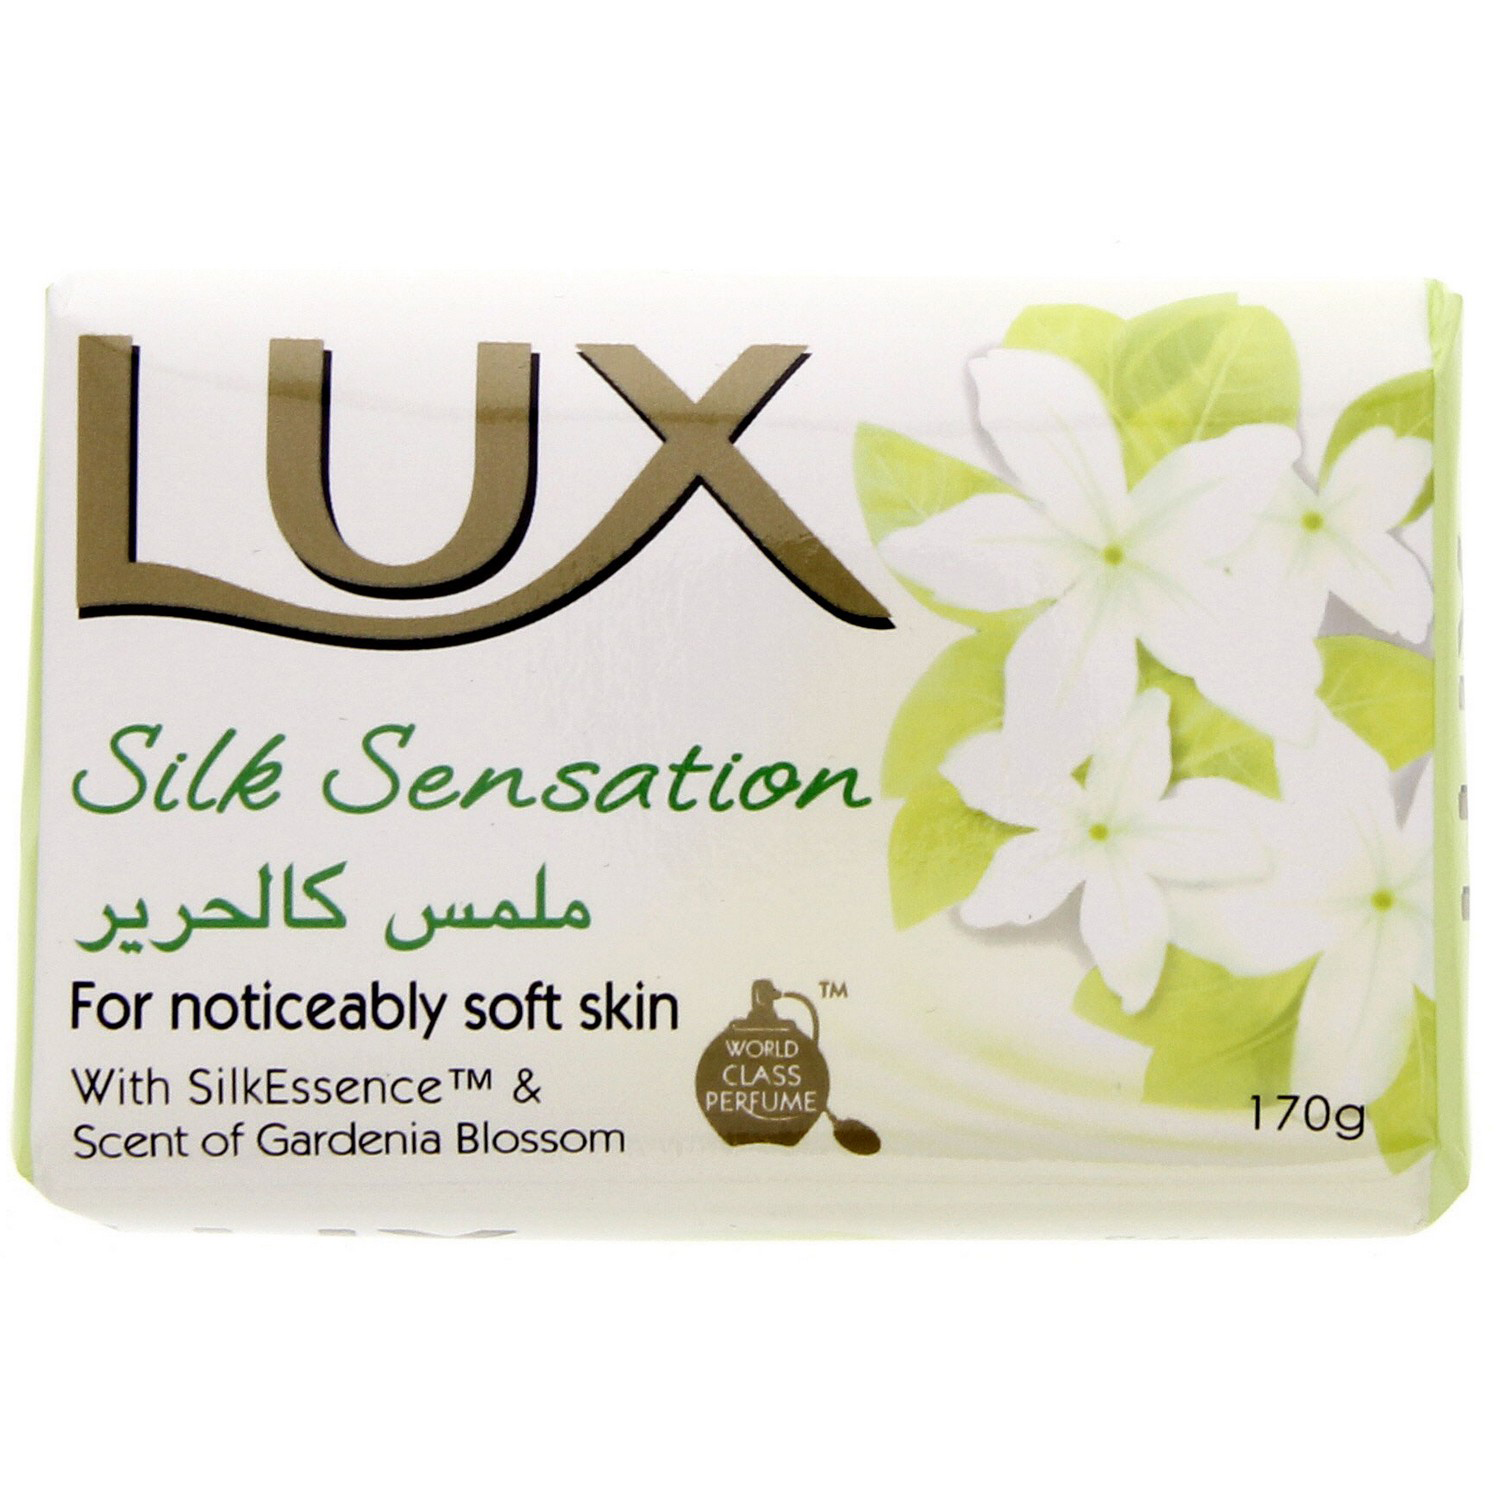 LUX
Silk Sensation
ملمس كالحرير
For noticeably soft skin
With SilkEssence™ &
Scent of Gardenia Blossom
™
WORLD
CLASS
PERFUME
170g